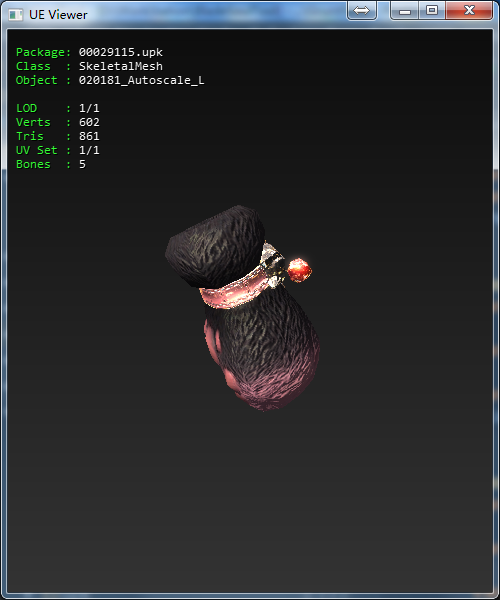 UE Viewer
Package: 00029115.upk
Class : SkeletalMesh
Object : 020181_Autoscale_L
LOD : 1/1
Verts : 602
Tris : 861
UV Set : 1/1
Bones : 5